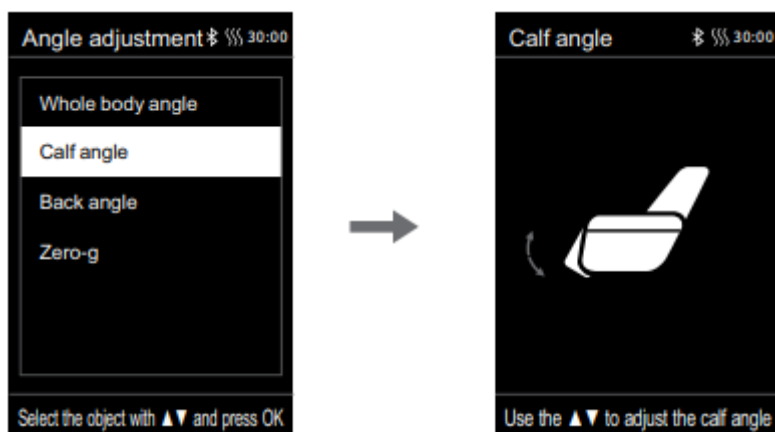 Angle adjustment 30:00
Whole body angle
Calf angle
Back angle
Zero-g
Select the object with ▲▼ and press OK
Calf angle 30:00
Use the ▲▼ to adjust the calf angle